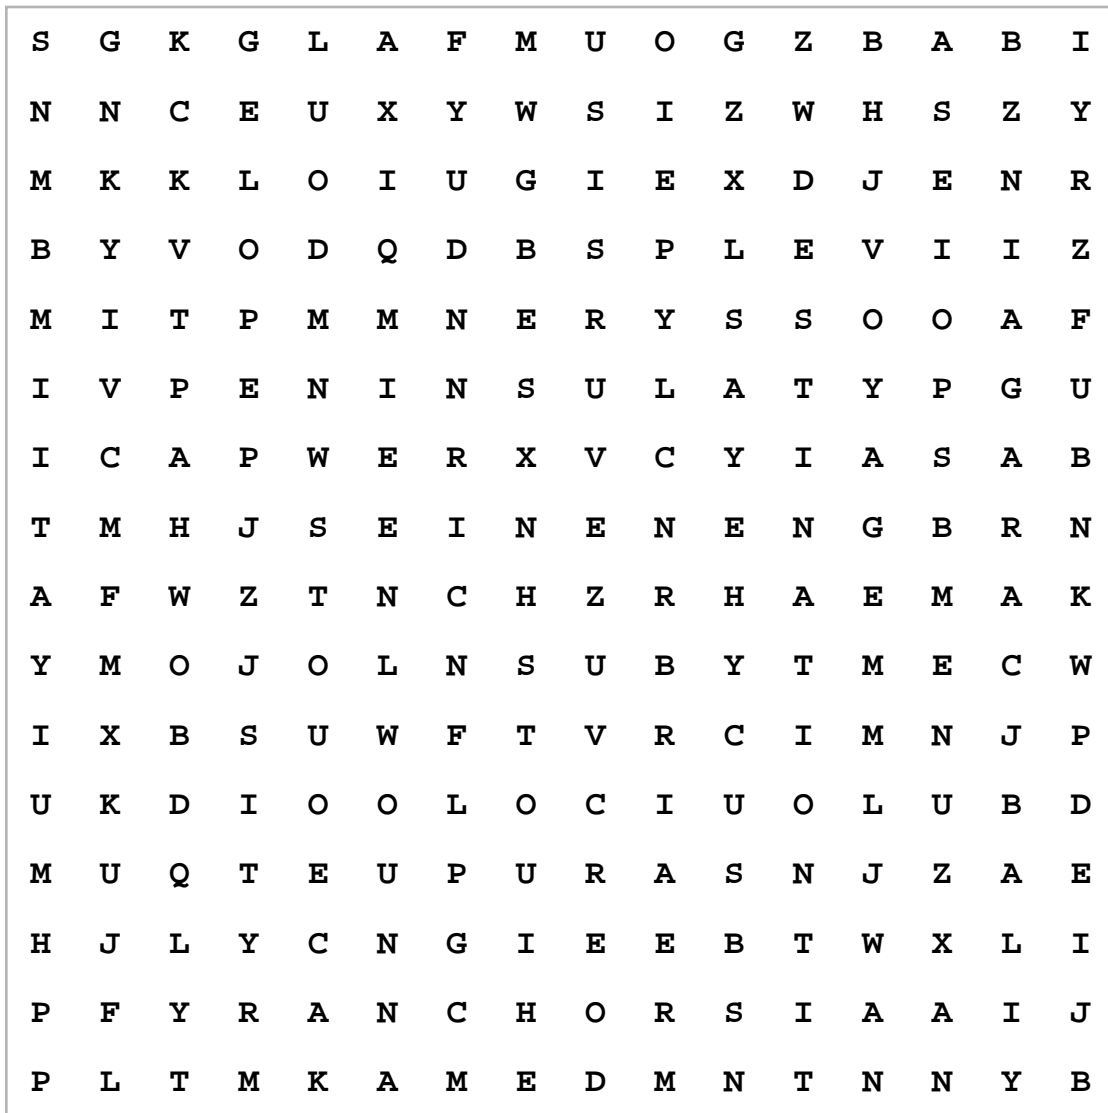 S G K G L A F M U O G Z B A B I
N N C E U X Y W S I Z W H S Z Y
M K K L O I U G I E X D J E N R
B Y V O D Q D B S P L E V I I Z
M I T P M M N E R Y S S O O A F
I V P E N I N S U L A T Y P G U
I C A P W E R X V C Y I A S A B
T M H J S E I N E N E N G B R N
A F W Z T N C H Z R H A E M A K
Y M O J O L N S U B Y T M E C W
I X B S U W F T V R C I M N J P
U K D I O O L O C I U O L U B D
M U Q T E U P U R A S N J Z A E
H J L Y C N G I E E B T W X L I
P F Y R A N C H O R S I A A I J
P L T M K A M E D M N T N N Y B